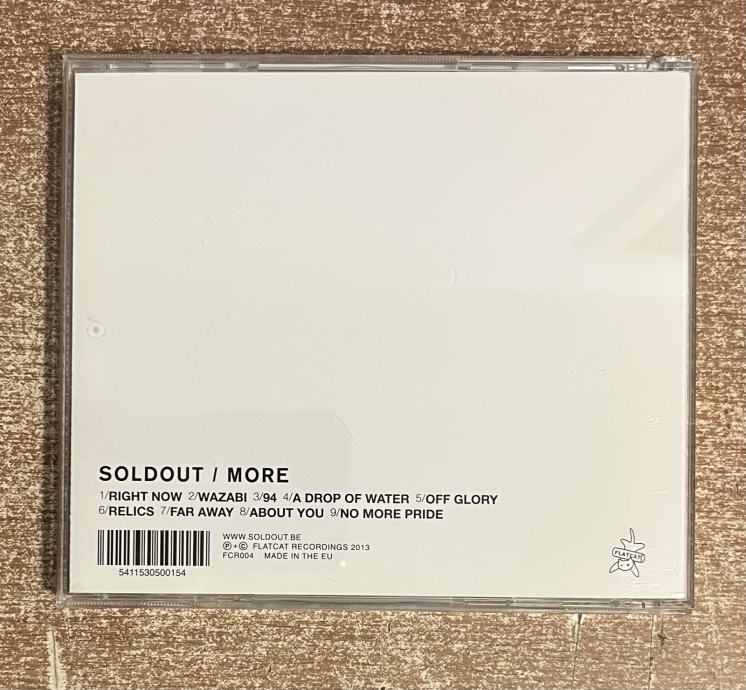 SOLDOUT / MORE
1/RIGHT NOW 2/WAZABI 3/94 4/A DROP OF WATER 5/OFF GLORY
6/RELICS 7/FAR AWAY 8/ABOUT YOU 9/NO MORE PRIDE
WWW.SOLDOUT.BE
℗+© FLATCAT RECORDINGS 2013
FCR004 MADE IN THE EU
5411530500154
FLATCAT